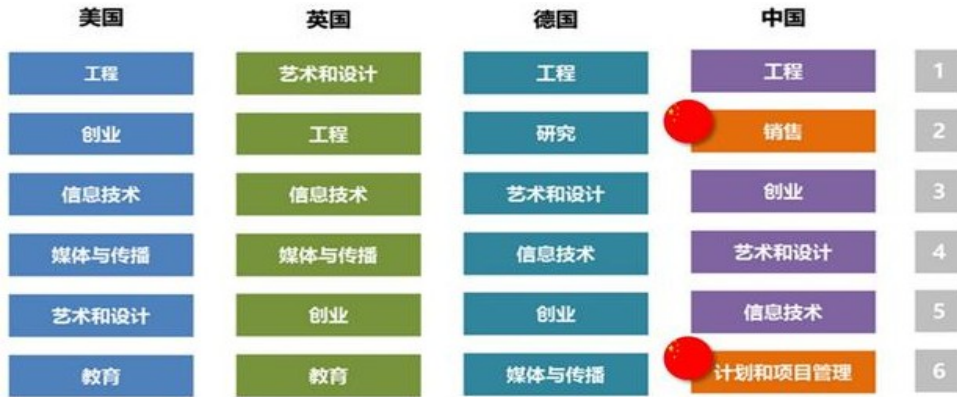 美国 英国 德国 中国
工程 艺术和设计 工程 工程 1
创业 工程 研究 销售 2
信息技术 信息技术 艺术和设计 创业 3
媒体与传播 媒体与传播 信息技术 艺术和设计 4
艺术和设计 创业 创业 信息技术 5
教育 教育 媒体与传播 计划和项目管理 6